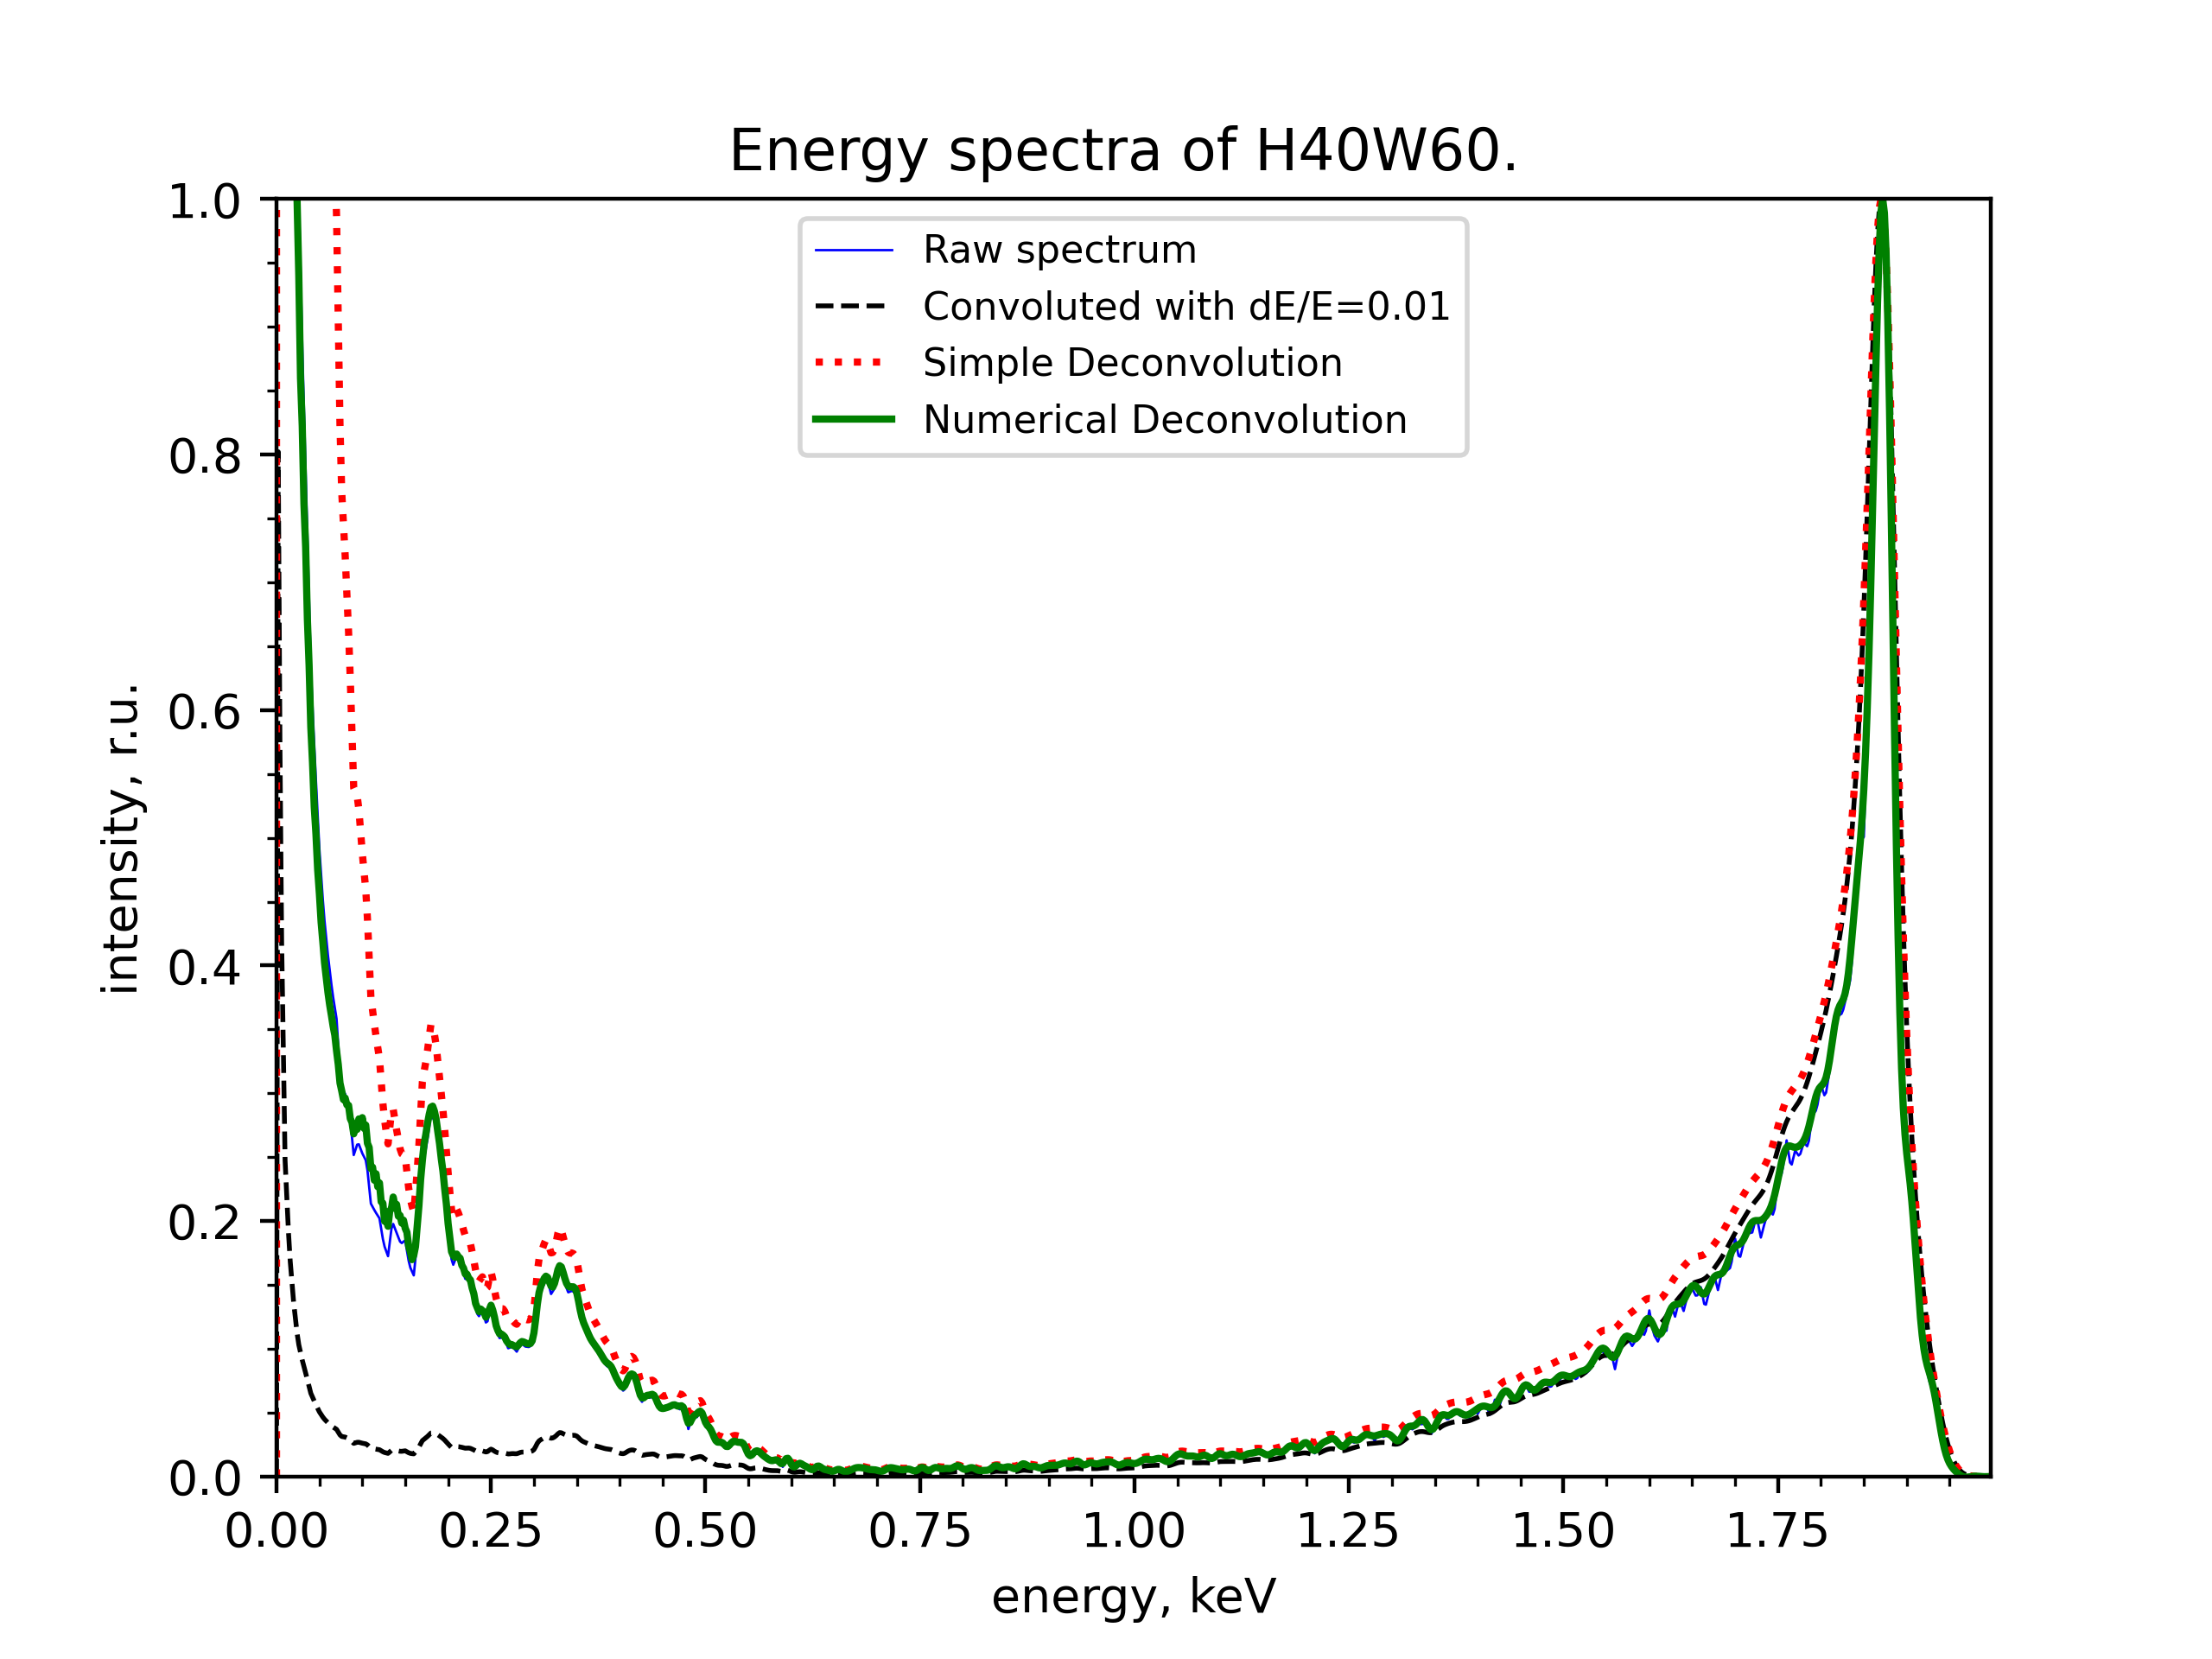 Energy spectra of H40W60.
Raw spectrum
Convoluted with dE/E=0.01
Simple Deconvolution
Numerical Deconvolution
intensity, r.u.
1.0
0.8
0.6
0.4
0.2
0.0
0.00 0.25 0.50 0.75 1.00 1.25 1.50 1.75
energy, keV